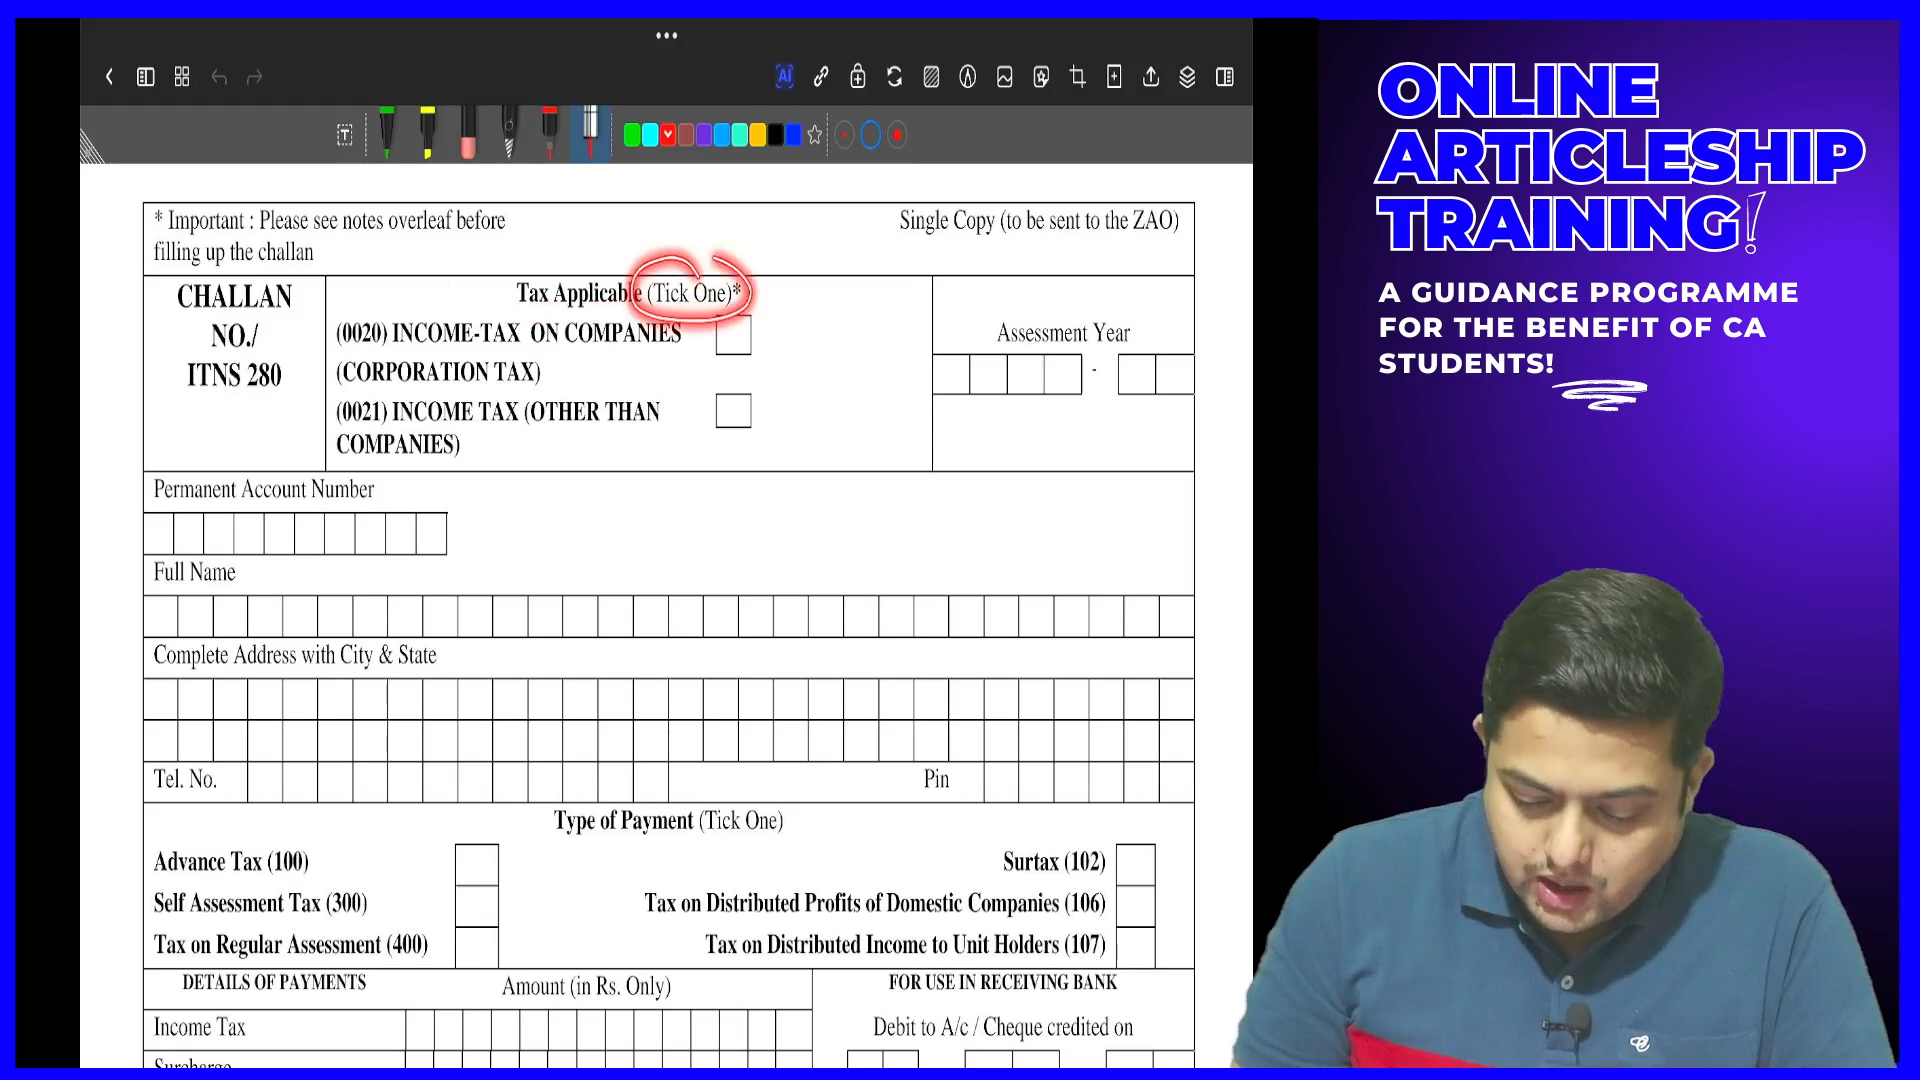 AI
T
* Important : Please see notes overleaf before
filling up the challan
Single Copy (to be sent to the ZAO)
CHALLAN
NO./
ITNS 280
Tax Applicable (Tick One)*
(0020) INCOME-TAX ON COMPANIES
(CORPORATION TAX)
(0021) INCOME TAX (OTHER THAN
COMPANIES)
Assessment Year
-
Permanent Account Number
Full Name
Complete Address with City & State
Tel. No.
Pin
Type of Payment (Tick One)
Advance Tax (100)
Surtax (102)
Self Assessment Tax (300)
Tax on Distributed Profits of Domestic Companies (106)
Tax on Regular Assessment (400)
Tax on Distributed Income to Unit Holders (107)
DETAILS OF PAYMENTS
Amount (in Rs. Only)
FOR USE IN RECEIVING BANK
Income Tax
Debit to A/c / Cheque credited on
Surcharge
ONLINE
ARTICLESHIP
TRAINING!
A GUIDANCE PROGRAMME
FOR THE BENEFIT OF CA
STUDENTS!